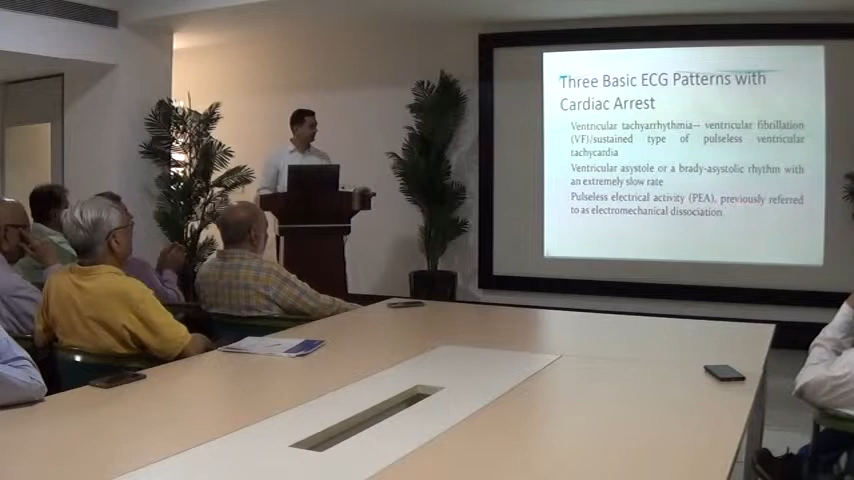 Three Basic ECG Patterns with
Cardiac Arrest
Ventricular tachyarrhythmia-- ventricular fibrillation
(VF)/sustained type of pulseless ventricular
tachycardia
Ventricular asystole or a brady-asystolic rhythm with
an extremely slow rate
Pulseless electrical activity (PEA), previously referred
to as electromechanical dissociation.